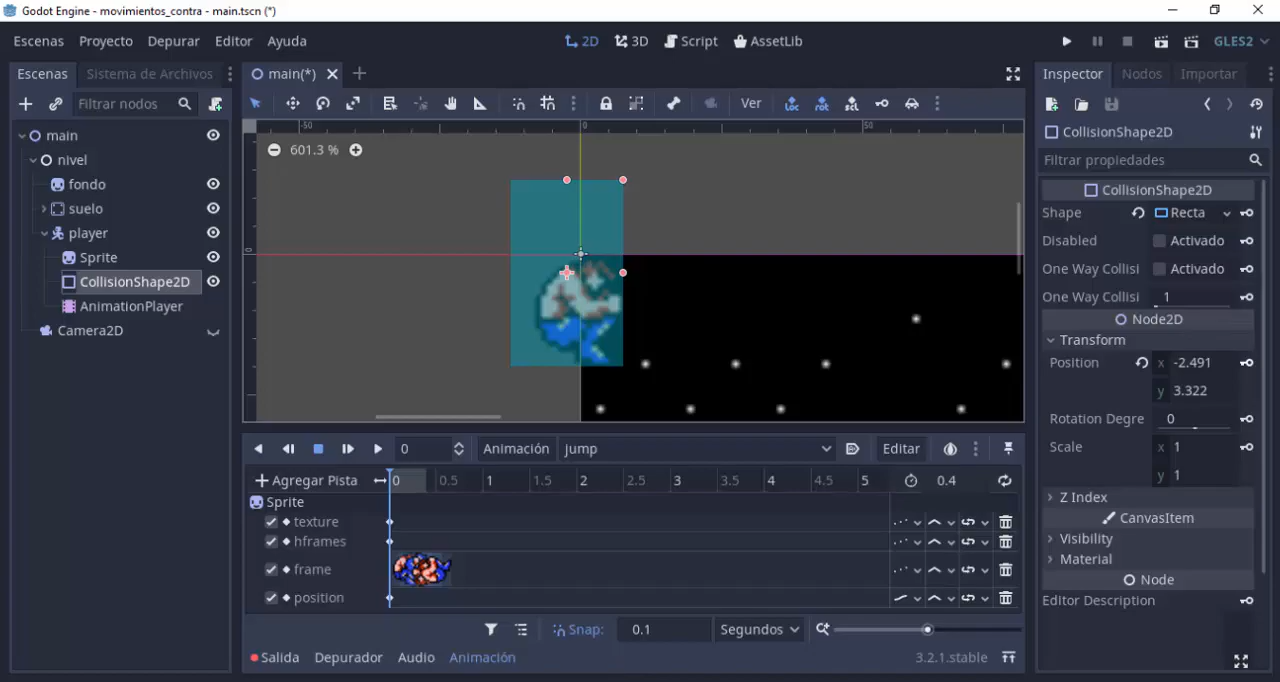 Godot Engine - movimientos_contra - main.tscn (*)
Escenas Proyecto Depurar Editor Ayuda 2D 3D Script AssetLib GLES2
Escenas Sistema de Archivos main(*) Inspector Nodos Importar
Filtrar nodos Ver
-50 0 50
601.3 %
0
main
nivel
fondo
suelo
player
Sprite
CollisionShape2D
AnimationPlayer
Camera2D
CollisionShape2D
Filtrar propiedades
CollisionShape2D
Shape Recta
Disabled Activado
One Way Collisi Activado
One Way Collisi 1
Node2D
Transform
Position x -2.491
y 3.322
Rotation Degre 0
Scale x 1
y 1
Z Index
CanvasItem
Visibility
Material
Node
Editor Description
0 Animación jump Editar
Agregar Pista 0 0.5 1 1.5 2 2.5 3 3.5 4 4.5 5 0.4
Sprite
texture
hframes
frame
position
Snap: 0.1 Segundos
Salida Depurador Audio Animación 3.2.1.stable